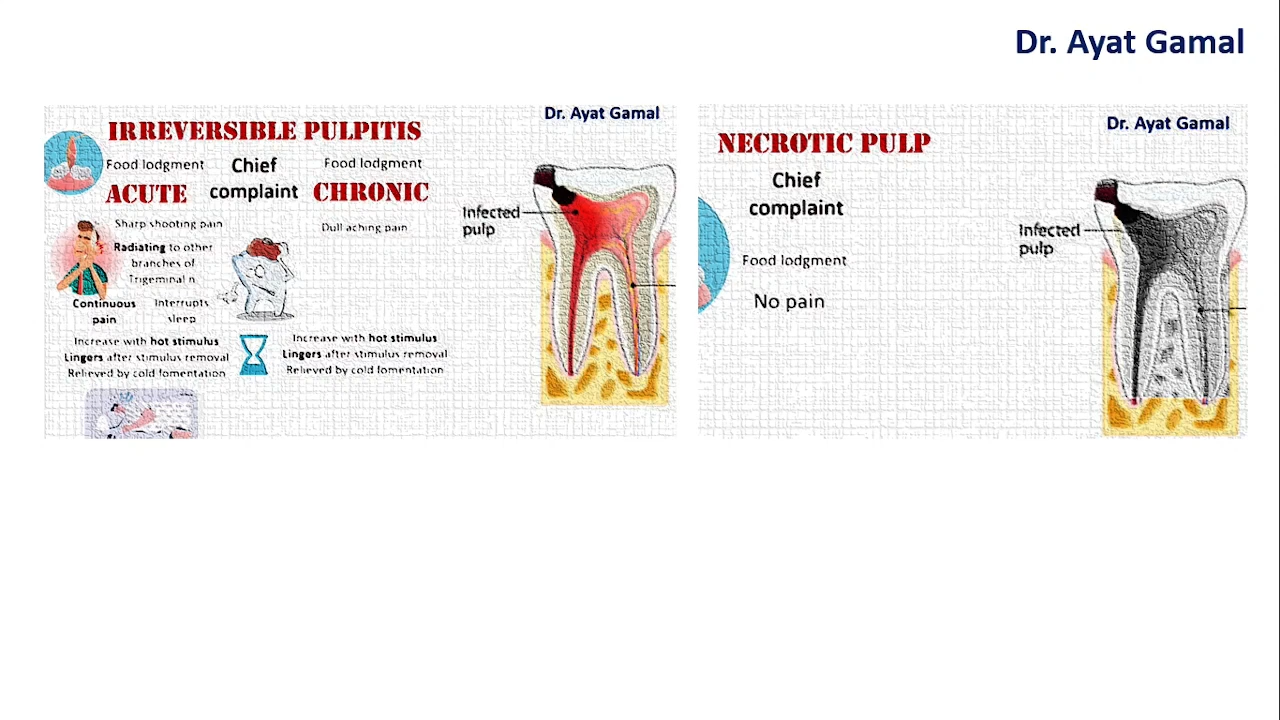 Dr. Ayat Gamal
Dr. Ayat Gamal
IRREVERSIBLE PULPITIS
Food lodgment
Chief
complaint
Food lodgment
ACUTE
CHRONIC
Sharp shooting pain
Radiating to other
branches of
Trigeminal n.
Continuous
pain
Interrupts
sleep
Dull aching pain
Increase with hot stimulus
Lingers after stimulus removal
Relieved by cold fomentation
Increase with hot stimulus
Lingers after stimulus removal
Relieved by cold fomentation
Infected
pulp
Dr. Ayat Gamal
NECROTIC PULP
Chief
complaint
Food lodgment
No pain
Infected
pulp